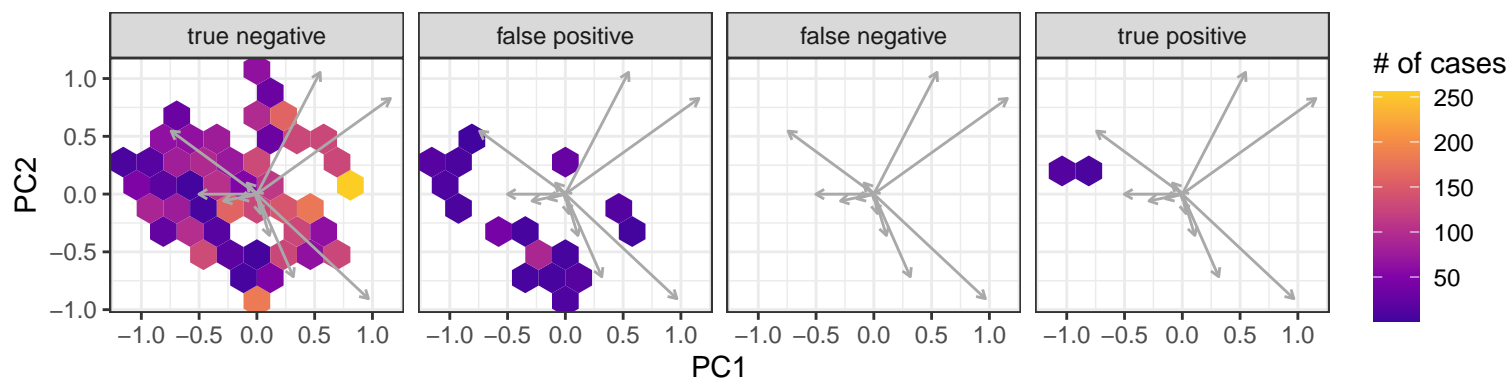 true negative false positive false negative true positive
# of cases
250
200
150
100
50
PC2
1.0
0.5
0.0
−0.5
−1.0
−1.0 −0.5 0.0 0.5 1.0 −1.0 −0.5 0.0 0.5 1.0 −1.0 −0.5 0.0 0.5 1.0 −1.0 −0.5 0.0 0.5 1.0
PC1